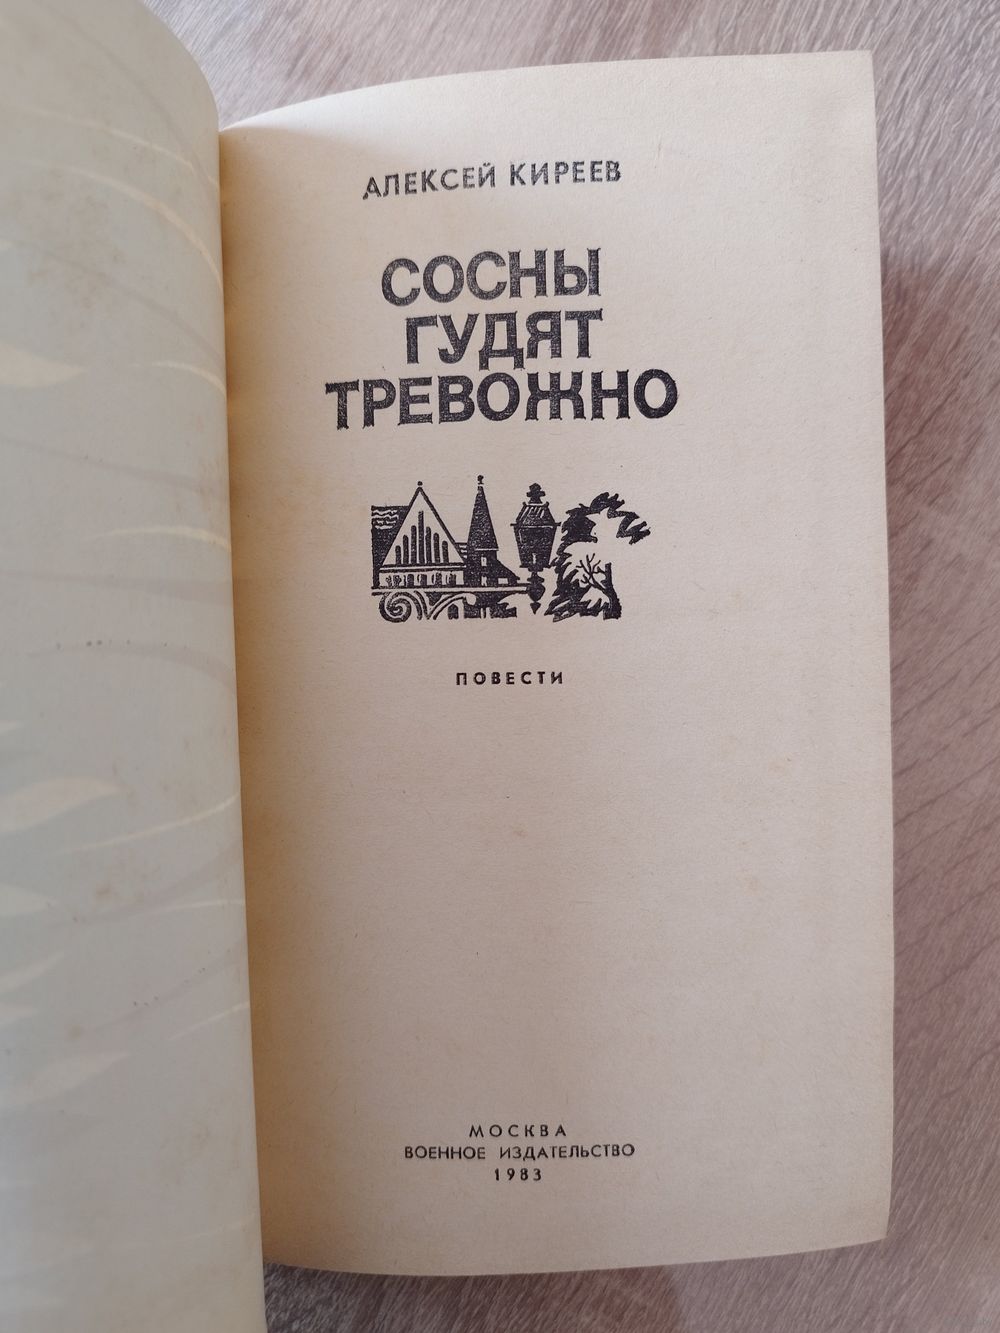 АЛЕКСЕЙ КИРЕЕВ
СОСНЫ
ГУДЯТ
ТРЕВОЖНО
ПОВЕСТИ
МОСКВА
ВОЕННОЕ ИЗДАТЕЛЬСТВО
1983